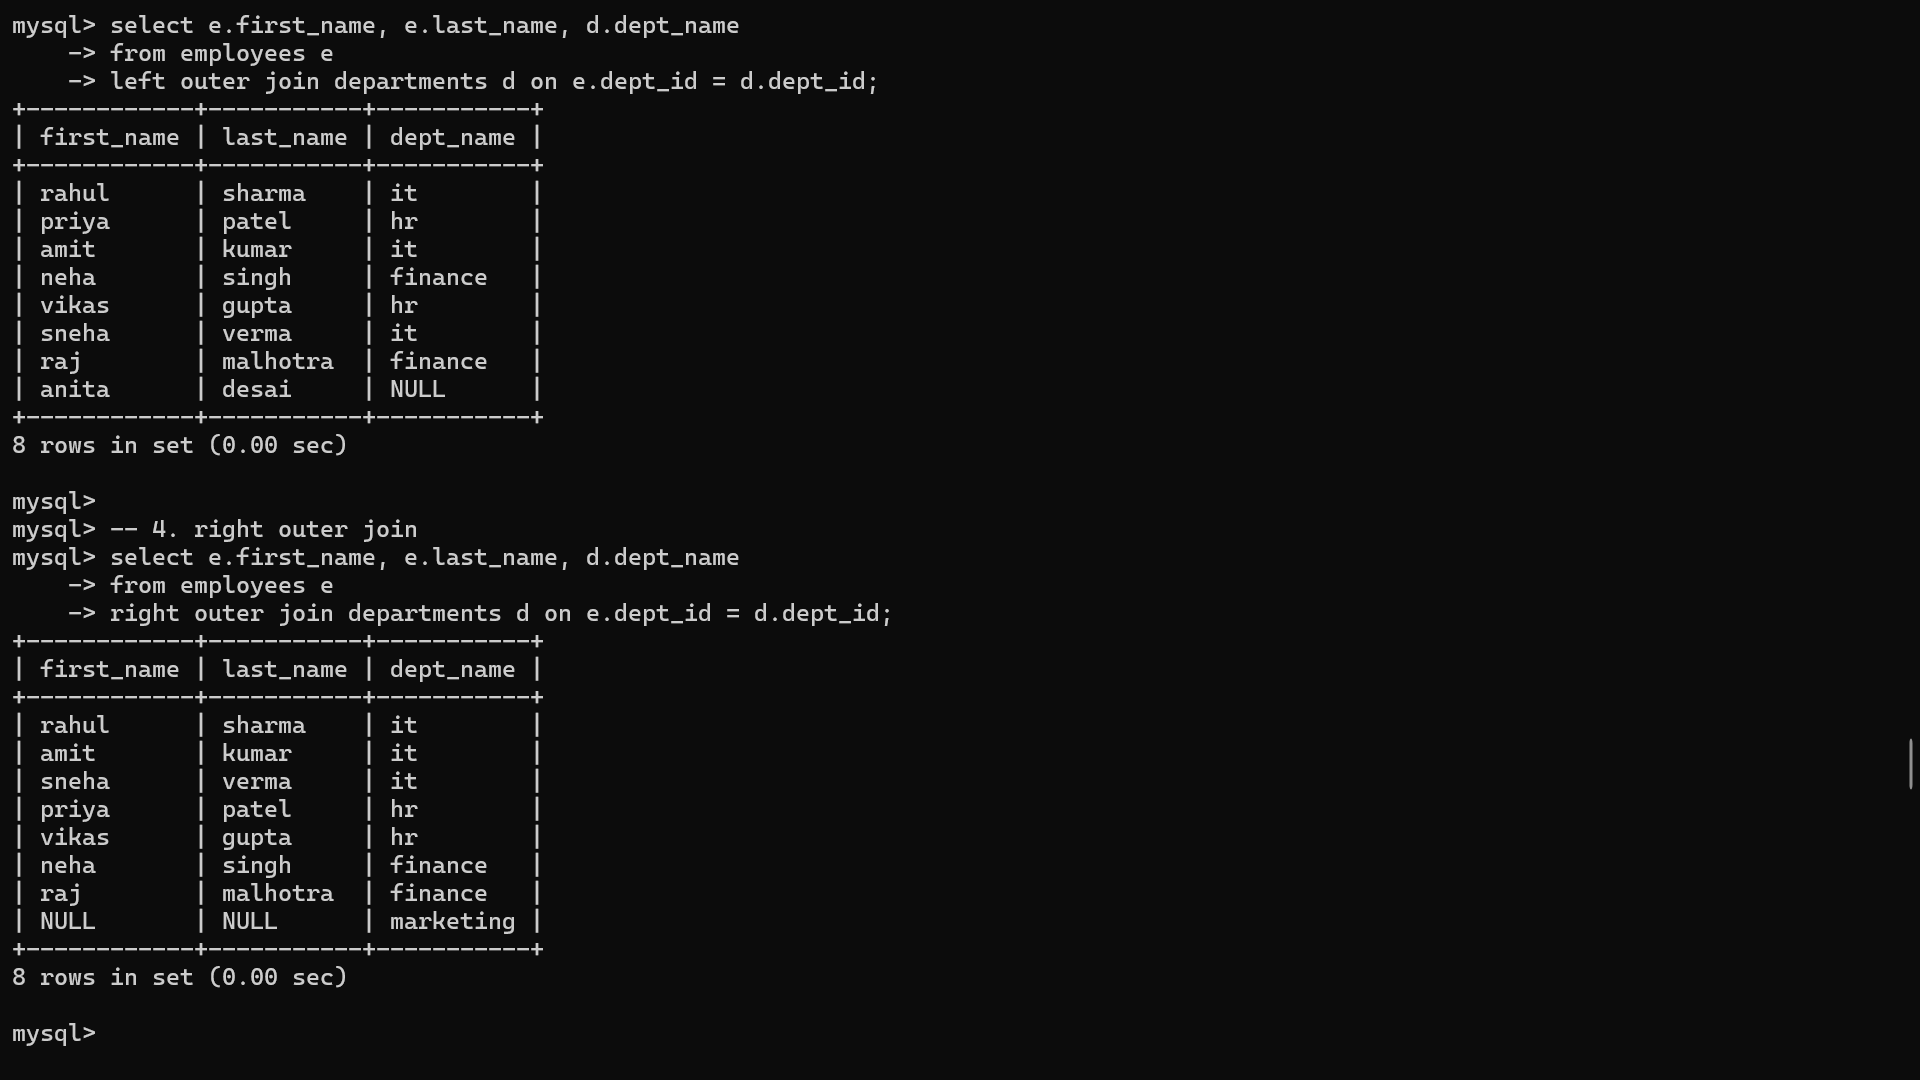 mysql> select e.first_name, e.last_name, d.dept_name
    -> from employees e
    -> left outer join departments d on e.dept_id = d.dept_id;
+------------+-----------+-----------+
| first_name | last_name | dept_name |
+------------+-----------+-----------+
| rahul      | sharma    | it        |
| priya      | patel     | hr        |
| amit       | kumar     | it        |
| neha       | singh     | finance   |
| vikas      | gupta     | hr        |
| sneha      | verma     | it        |
| raj        | malhotra  | finance   |
| anita      | desai     | NULL      |
+------------+-----------+-----------+
8 rows in set (0.00 sec)

mysql>
mysql> -- 4. right outer join
mysql> select e.first_name, e.last_name, d.dept_name
    -> from employees e
    -> right outer join departments d on e.dept_id = d.dept_id;
+------------+-----------+-----------+
| first_name | last_name | dept_name |
+------------+-----------+-----------+
| rahul      | sharma    | it        |
| amit       | kumar     | it        |
| sneha      | verma     | it        |
| priya      | patel     | hr        |
| vikas      | gupta     | hr        |
| neha       | singh     | finance   |
| raj        | malhotra  | finance   |
| NULL       | NULL      | marketing |
+------------+-----------+-----------+
8 rows in set (0.00 sec)

mysql>